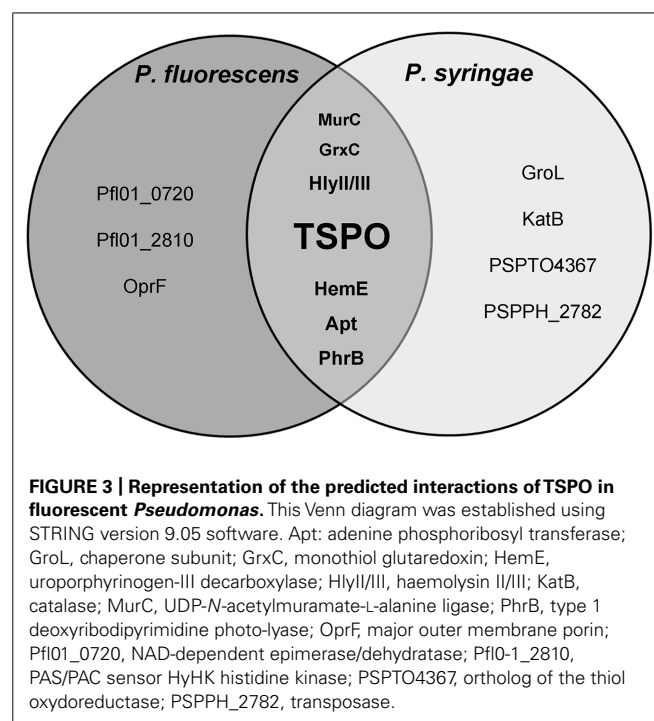 P. fluorescens P. syringae
MurC
GrxC
HlyII/III
TSPO
HemE
Apt
PhrB
Pfl01_0720
Pfl01_2810
OprF
GroL
KatB
PSPTO4367
PSPPH_2782
FIGURE 3 | Representation of the predicted interactions of TSPO in
fluorescent Pseudomonas. This Venn diagram was established using
STRING version 9.05 software. Apt: adenine phosphoribosyl transferase;
GroL, chaperone subunit; GrxC, monothiol glutaredoxin; HemE,
uroporphyrinogen-III decarboxylase; HlyII/III, haemolysin II/III; KatB,
catalase; MurC, UDP-N-acetylmuramate-L-alanine ligase; PhrB, type 1
deoxyribodipyrimidine photo-lyase; OprF, major outer membrane porin;
Pfl01_0720, NAD-dependent epimerase/dehydratase; Pfl0-1_2810,
PAS/PAC sensor HyHK histidine kinase; PSPTO4367, ortholog of the thiol
oxydoreductase; PSPPH_2782, transposase.